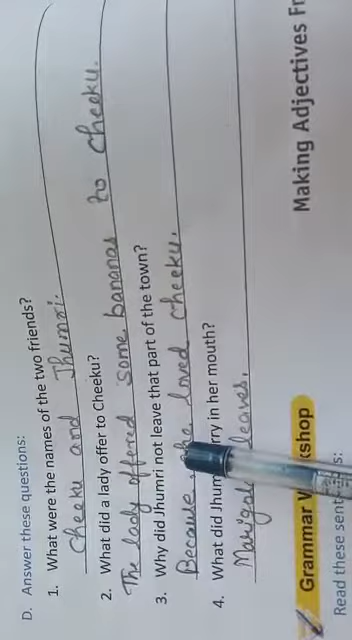 D. Answer these questions:
1. What were the names of the two friends?
Cheeku and Jhumri.
2. What did a lady offer to Cheeku?
The lady offered some bananas to cheeku.
3. Why did Jhumri not leave that part of the town?
Because she loved cheeku.
4. What did Jhum rry in her mouth?
leaves.
Grammar W kshop
Making Adjectives Fr
Read these sent s: